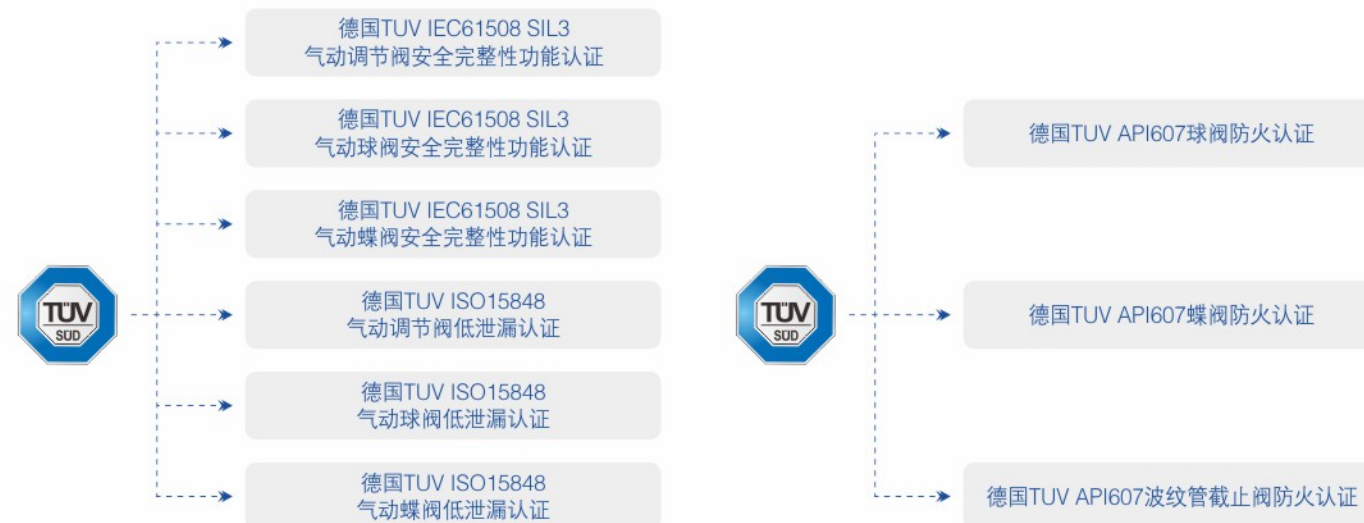 德国TUV IEC61508 SIL3
气动调节阀安全完整性功能认证
德国TUV IEC61508 SIL3
气动球阀安全完整性功能认证
德国TUV IEC61508 SIL3
气动蝶阀安全完整性功能认证
TÜV
SÜD
德国TUV ISO15848
气动调节阀低泄漏认证
德国TUV ISO15848
气动球阀低泄漏认证
德国TUV ISO15848
气动蝶阀低泄漏认证
德国TUV API607球阀防火认证
TÜV
SÜD
德国TUV API607蝶阀防火认证
德国TUV API607波纹管截止阀防火认证